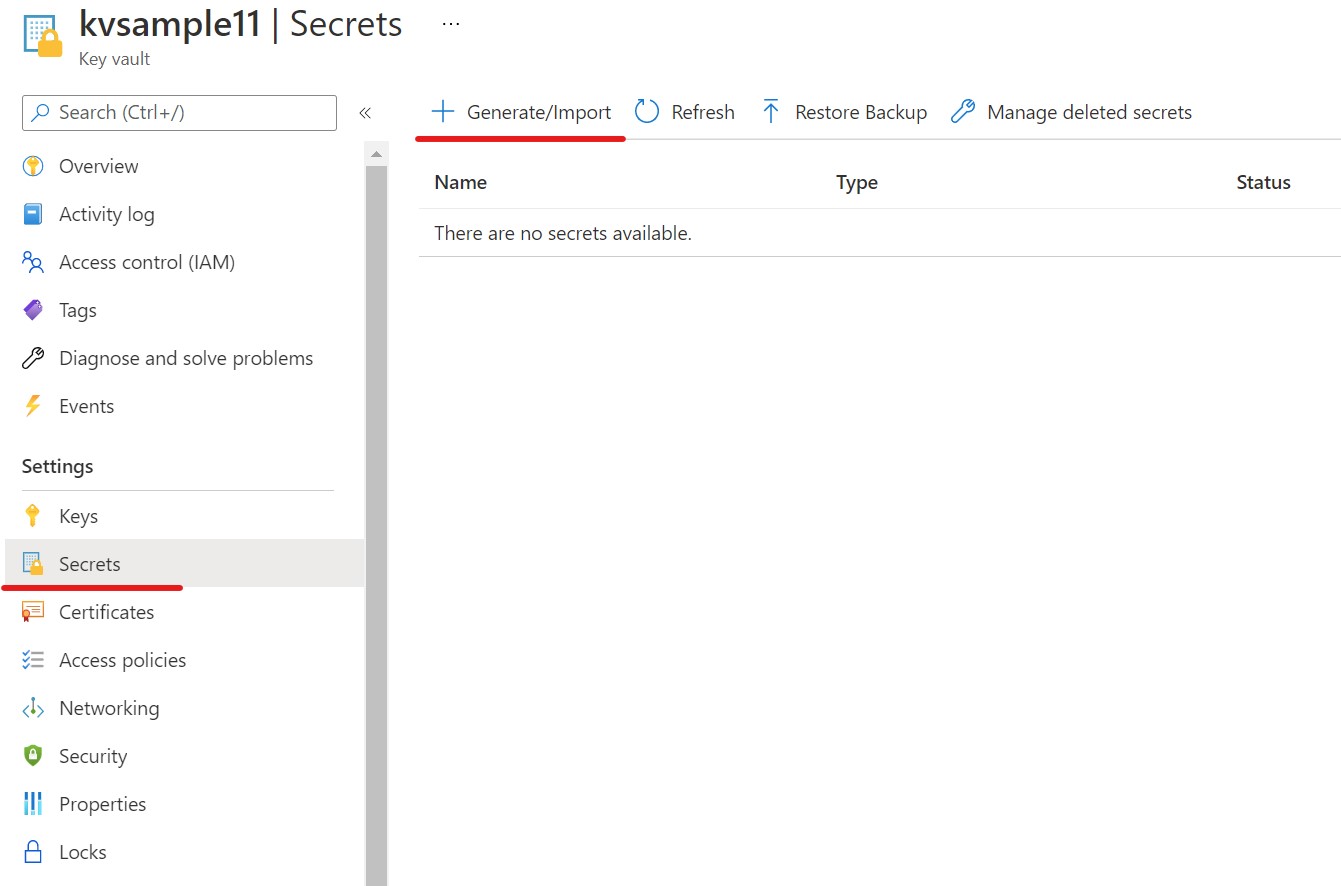 kvsample11 | Secrets ...
Key vault
Search (Ctrl+/)
«
Overview
Activity log
Access control (IAM)
Tags
Diagnose and solve problems
Events
Settings
Keys
Secrets
Certificates
Access policies
Networking
Security
Properties
Locks
Generate/Import Refresh Restore Backup Manage deleted secrets
Name Type Status
There are no secrets available.